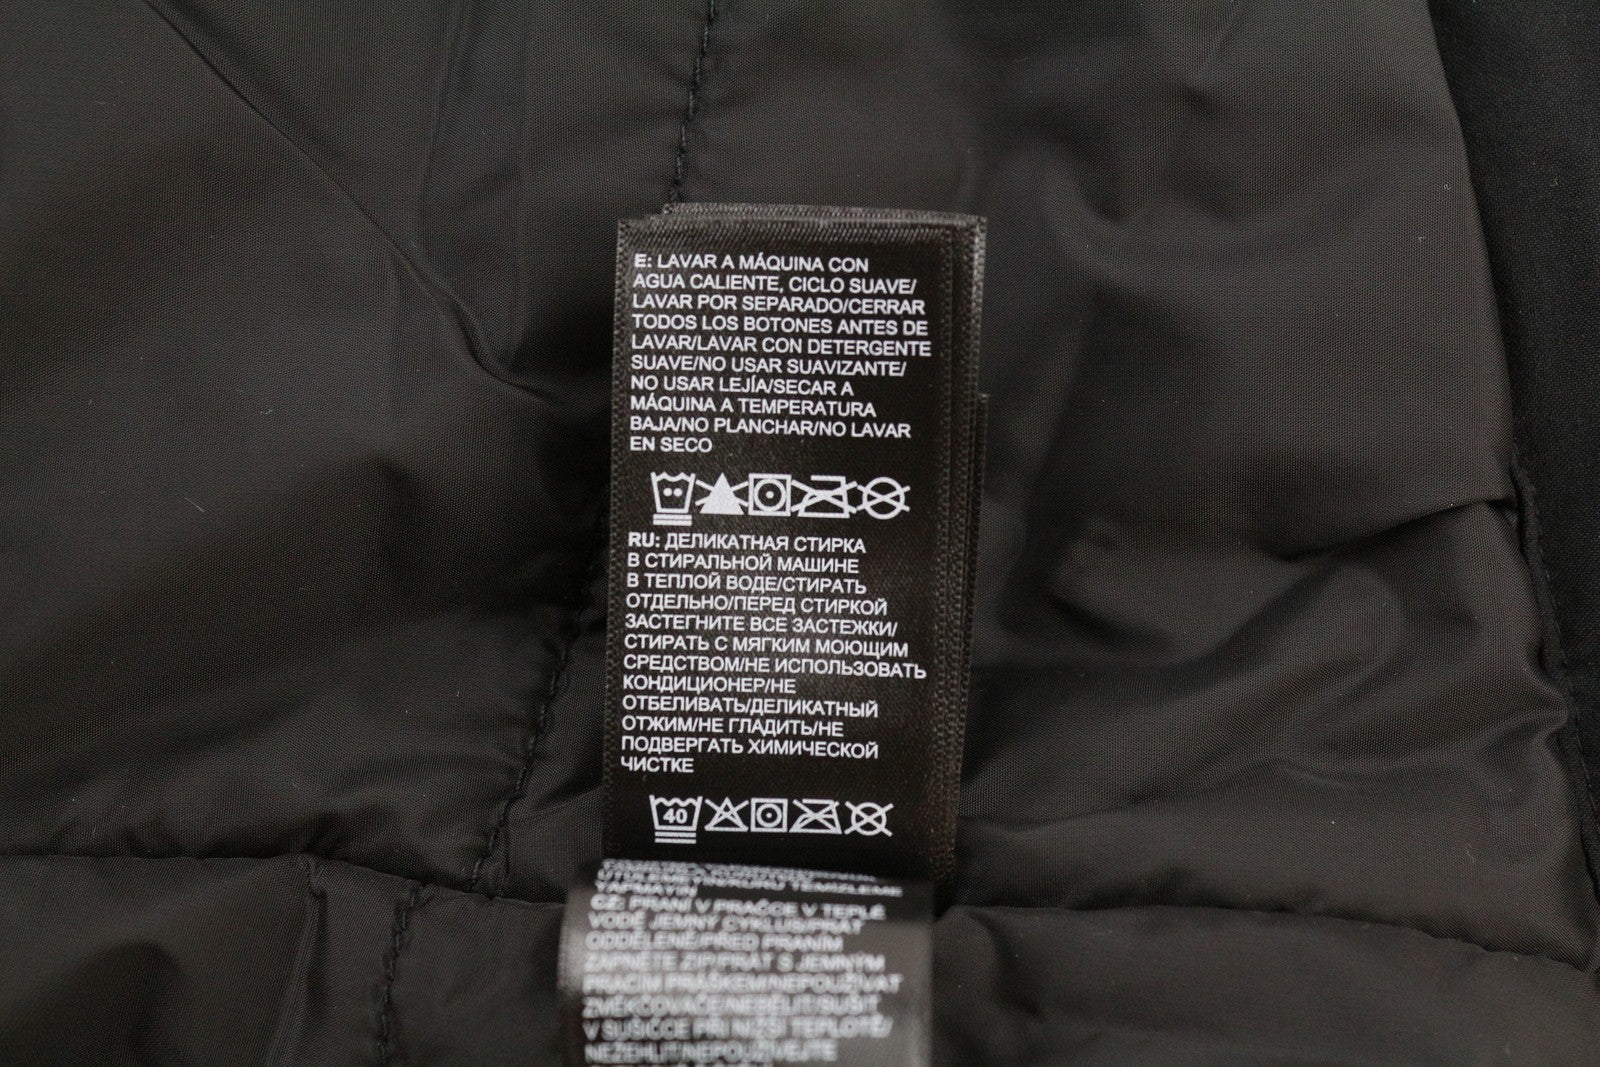 E: LAVAR A MÁQUINA CON
AGUA CALIENTE, CICLO SUAVE/
LAVAR POR SEPARADO/CERRAR
TODOS LOS BOTONES ANTES DE
LAVAR/LAVAR CON DETERGENTE
SUAVE/NO USAR SUAVIZANTE/
NO USAR LEJÍA/SECAR A
MÁQUINA A TEMPERATURA
BAJA/NO PLANCHAR/NO LAVAR
EN SECO
RU: ДЕЛИКАТНАЯ СТИРКА
В СТИРАЛЬНОЙ МАШИНЕ
В ТЕПЛОЙ ВОДЕ/СТИРАТЬ
ОТДЕЛЬНО/ПЕРЕД СТИРКОЙ
ЗАСТЕГНИТЕ ВСЕ ЗАСТЕЖКИ/
СТИРАТЬ С МЯГКИМ МОЮЩИМ
СРЕДСТВОМ/НЕ ИСПОЛЬЗОВАТЬ
КОНДИЦИОНЕР/НЕ
ОТБЕЛИВАТЬ/ДЕЛИКАТНЫЙ
ОТЖИМ/НЕ ГЛАДИТЬ/НЕ
ПОДВЕРГАТЬ ХИМИЧЕСКОЙ
ЧИСТКЕ
40
YAPMAYIN
CZ: PRANÍ V PRAČCE V TEPLÉ
VODĚ JEMNÝ CYKLUS/PRÁT
ODDĚLENĚ/PŘED PRANÍM
ZAPNĚTE ZIP/PRÁT S JEMNÝM
PRACÍM PRÁŠKEM/NEPOUŽÍVAT
ZMĚKČOVAČE/NEBĚLIT/SUŠIT
V SUŠIČCE PŘI NIŽŠÍ TEPLOTĚ/
NEŽEHLIT/NEPOUŽÍVEJTE